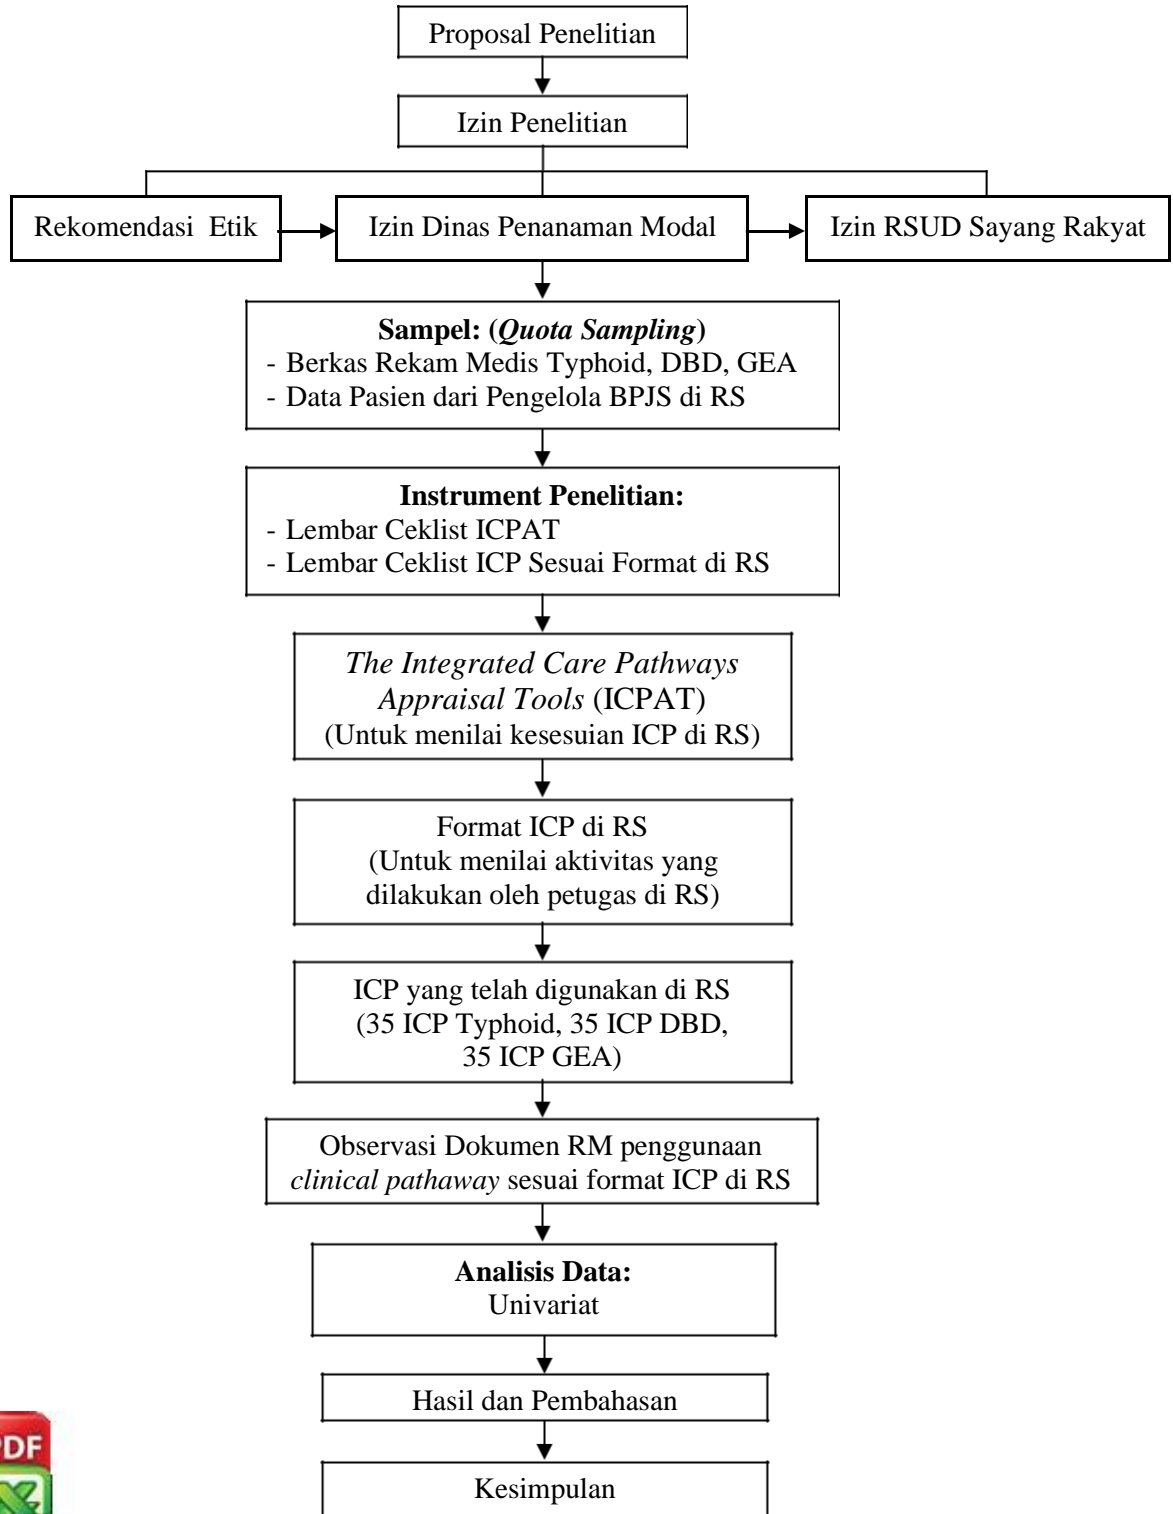 Proposal Penelitian
Izin Penelitian
Rekomendasi Etik
Izin Dinas Penanaman Modal
Izin RSUD Sayang Rakyat
Sampel: (Quota Sampling)
- Berkas Rekam Medis Typhoid, DBD, GEA
- Data Pasien dari Pengelola BPJS di RS
Instrument Penelitian:
- Lembar Ceklist ICPAT
- Lembar Ceklist ICP Sesuai Format di RS
The Integrated Care Pathways
Appraisal Tools (ICPAT)
(Untuk menilai kesesuian ICP di RS)
Format ICP di RS
(Untuk menilai aktivitas yang
dilakukan oleh petugas di RS)
ICP yang telah digunakan di RS
(35 ICP Typhoid, 35 ICP DBD,
35 ICP GEA)
Observasi Dokumen RM penggunaan
clinical pathaway sesuai format ICP di RS
Analisis Data:
Univariat
Hasil dan Pembahasan
Kesimpulan
PDF